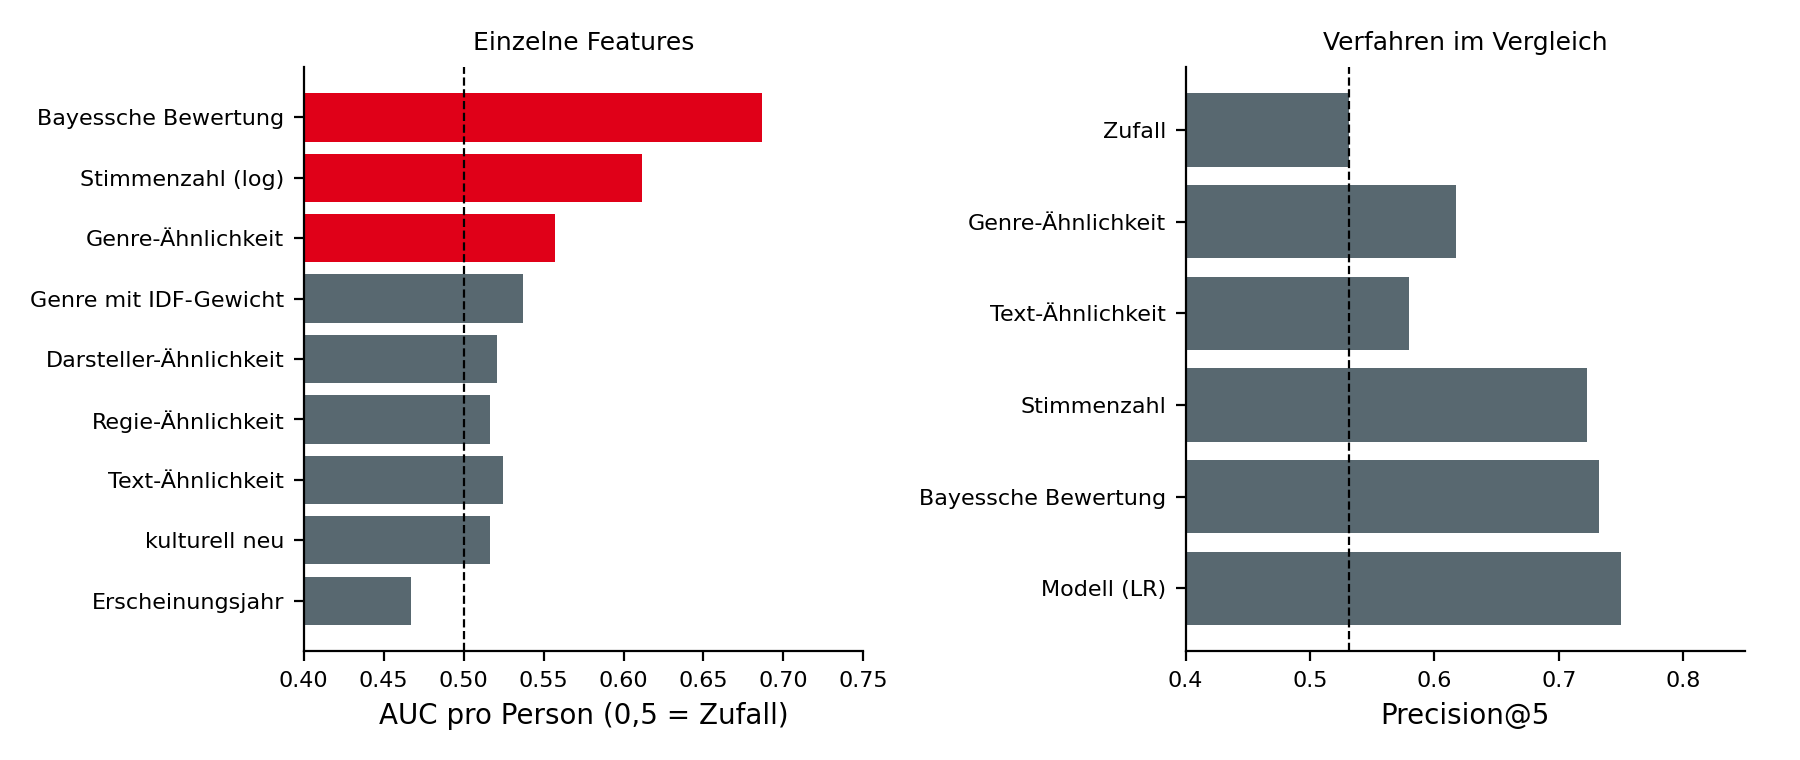 Einzelne Features
Bayessche Bewertung
Stimmenzahl (log)
Genre-Ähnlichkeit
Genre mit IDF-Gewicht
Darsteller-Ähnlichkeit
Regie-Ähnlichkeit
Text-Ähnlichkeit
kulturell neu
Erscheinungsjahr
0.40 0.45 0.50 0.55 0.60 0.65 0.70 0.75
AUC pro Person (0,5 = Zufall)
Verfahren im Vergleich
Zufall
Genre-Ähnlichkeit
Text-Ähnlichkeit
Stimmenzahl
Bayessche Bewertung
Modell (LR)
0.4 0.5 0.6 0.7 0.8
Precision@5